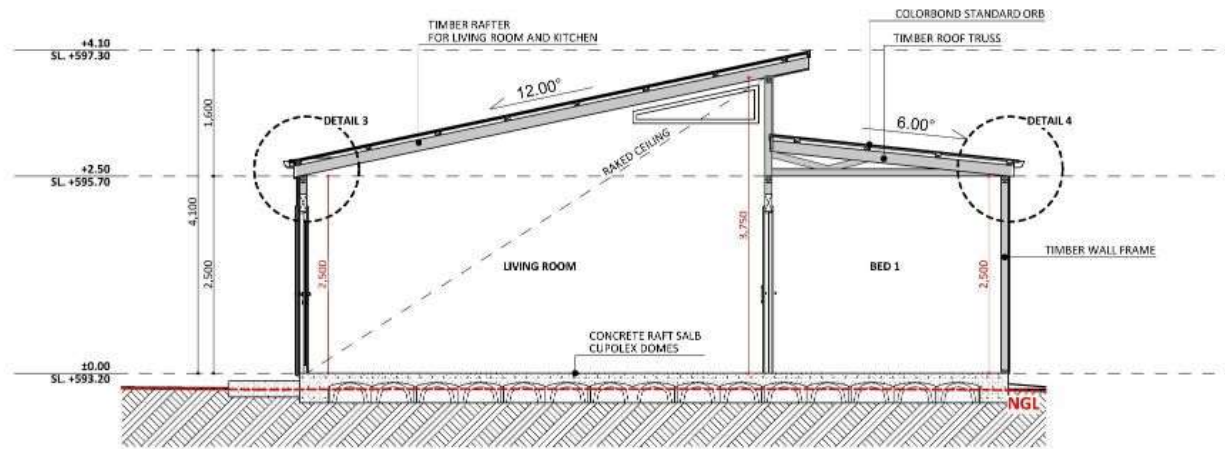 COLORBOND STANDARD ORB
TIMBER RAFTER
FOR LIVING ROOM AND KITCHEN
TIMBER ROOF TRUSS
+4.10
SL. +597.30
12.00°
DETAIL 3
6.00°
DETAIL 4
1,600
RAKED CEILING
+2.50
SL. +595.70
4,100
2,500
2,500
3,750
2,500
LIVING ROOM
BED 1
TIMBER WALL FRAME
CONCRETE RAFT SALB
CUPOLEX DOMES
±0.00
SL. +593.20
NGL